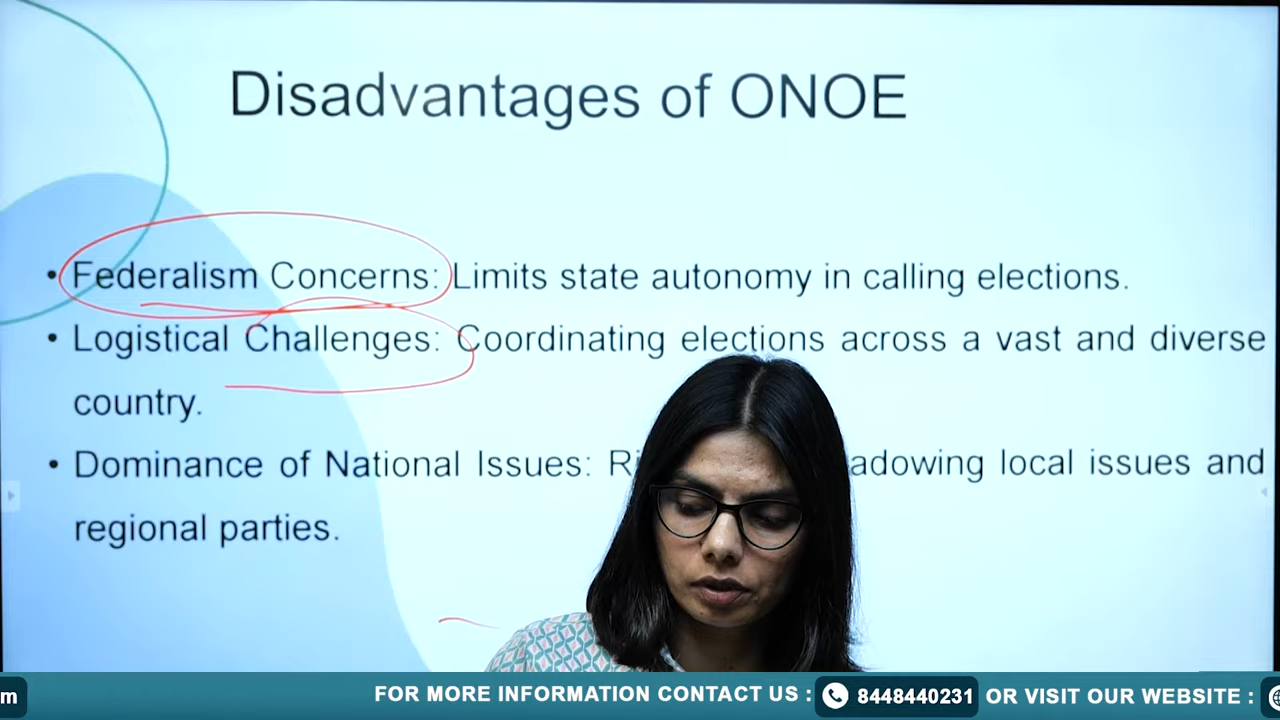 Disadvantages of ONOE
• Federalism Concerns: Limits state autonomy in calling elections.
• Logistical Challenges: Coordinating elections across a vast and diverse
country.
• Dominance of National Issues: local issues and
regional parties.
m
FOR MORE INFORMATION CONTACT US : 8448440231 OR VISIT OUR WEBSITE :